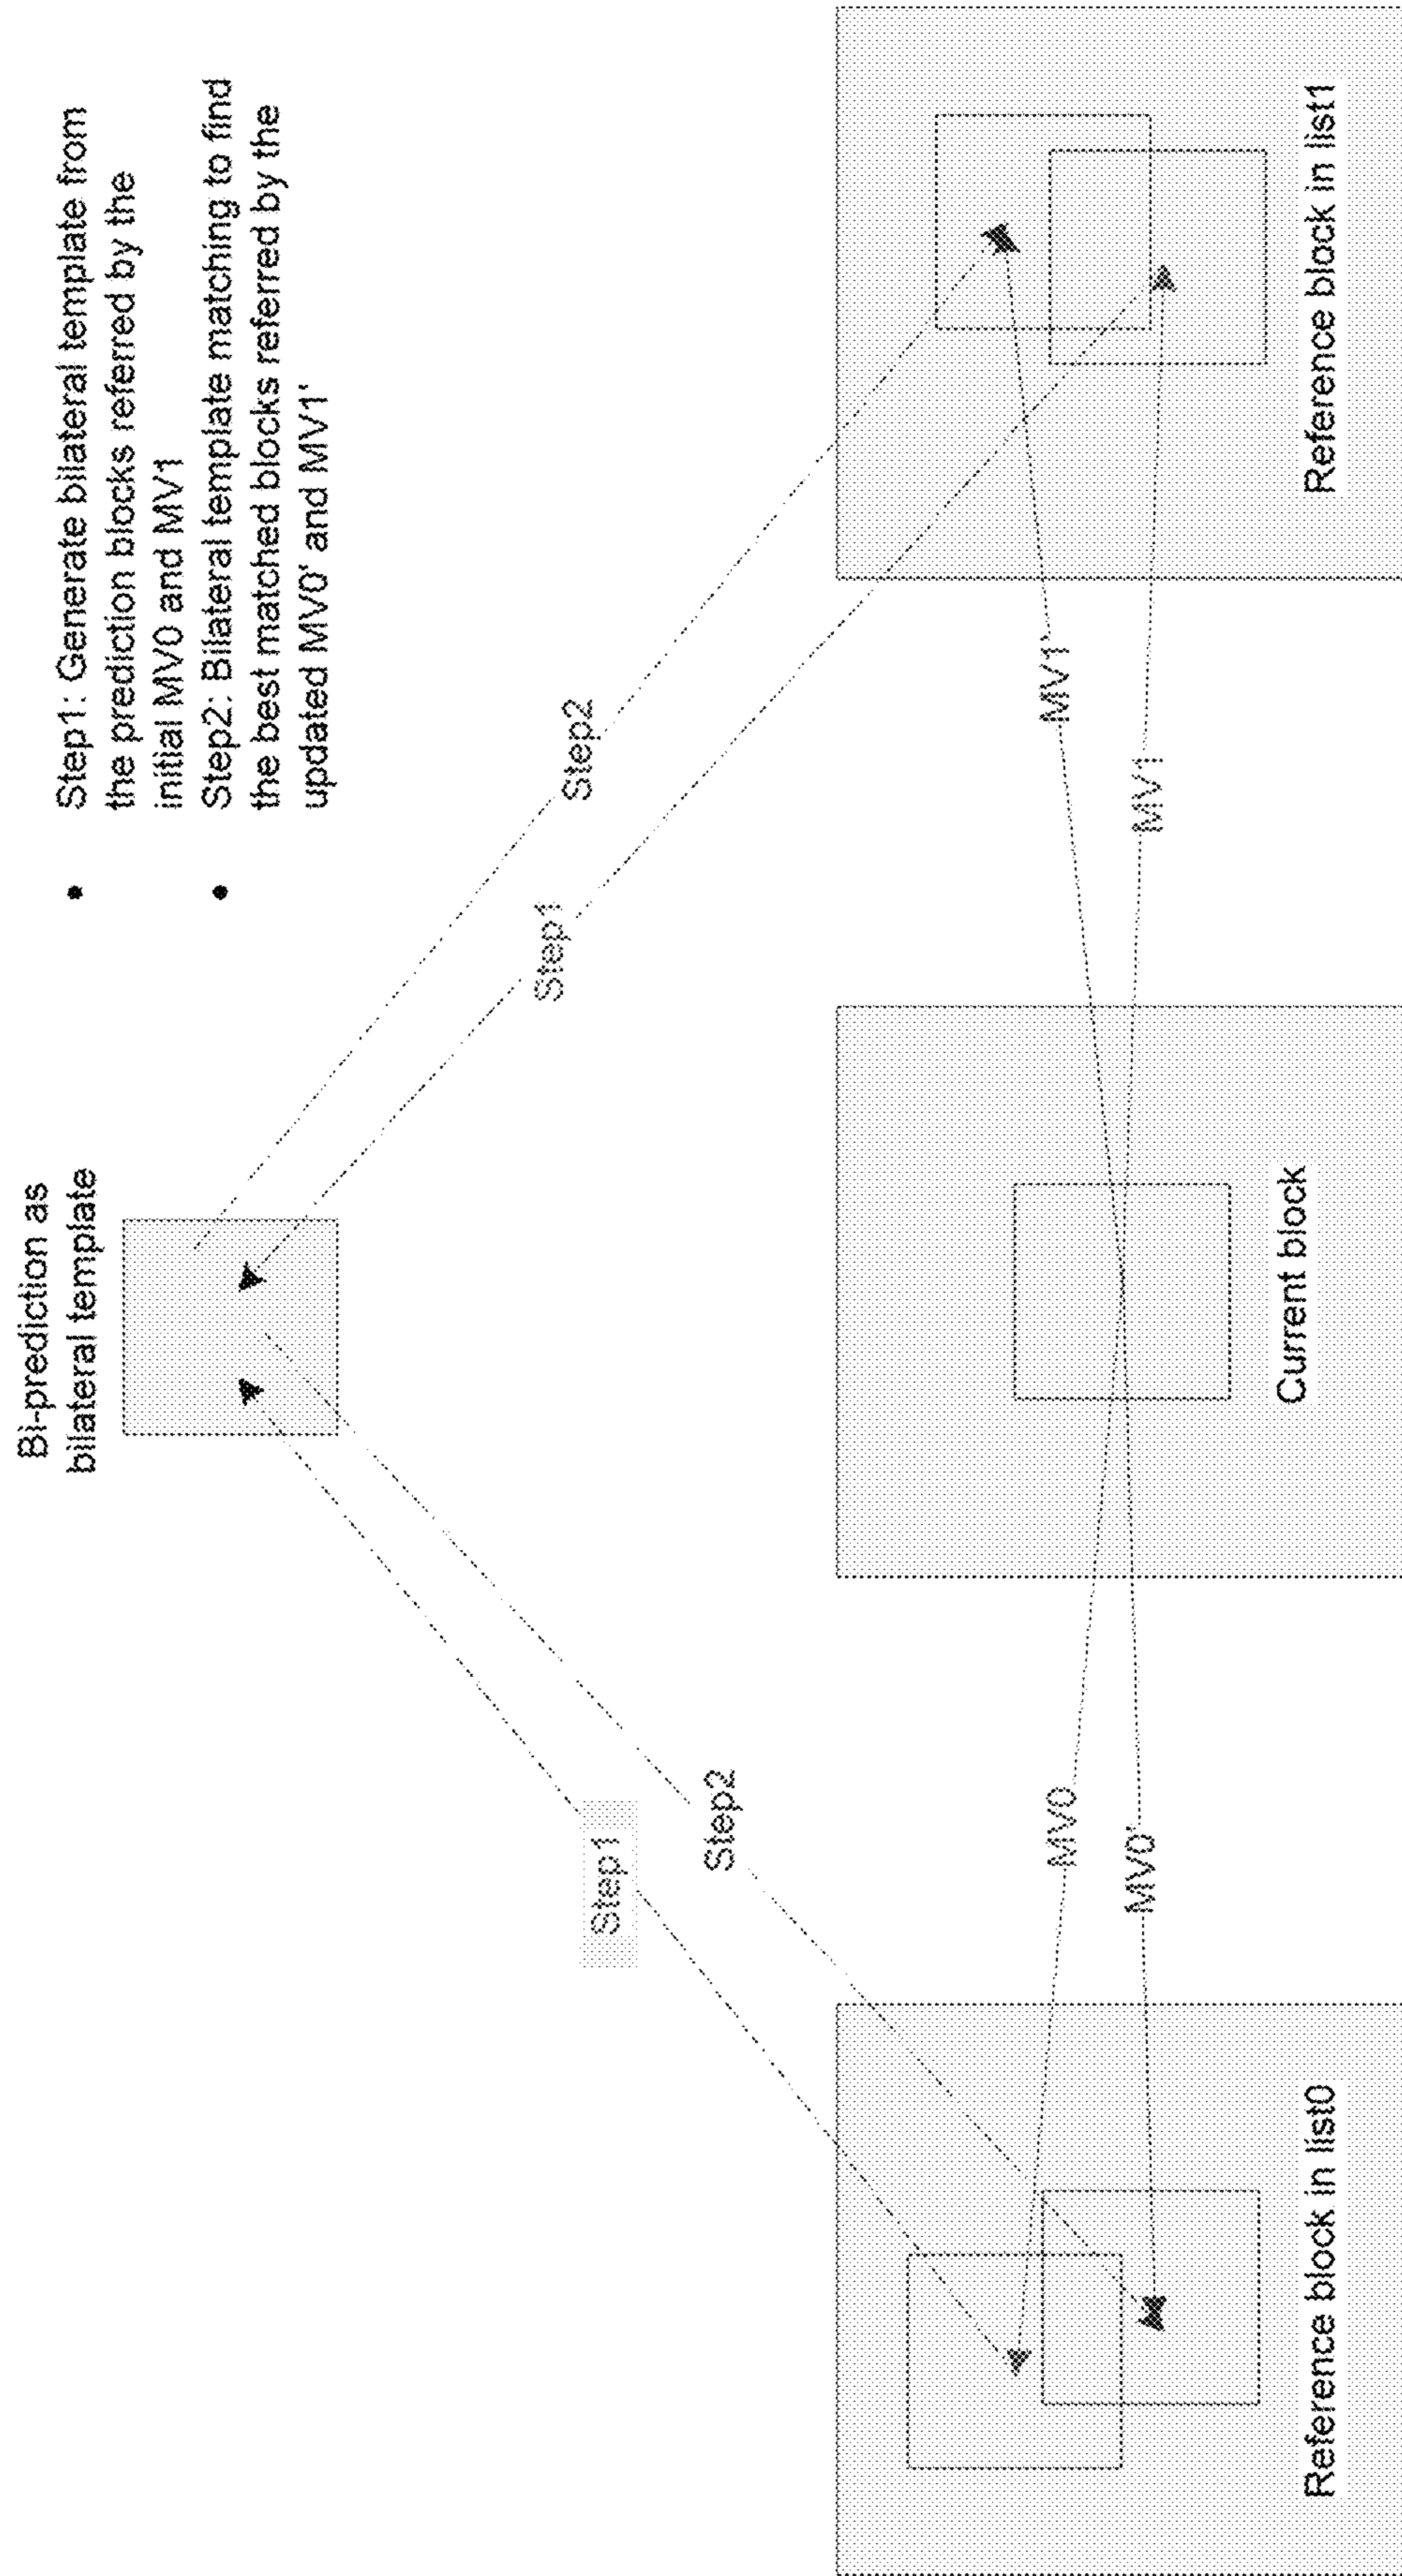 Bi-prediction as
bilateral template
• Step1: Generate bilateral template from
the prediction blocks referred by the
initial MV0 and MV1
• Step2: Bilateral template matching to find
the best matched blocks referred by the
updated MV0' and MV1'
Step1
Step2
Step1
Step2
MV0
MV0'
MV1'
MV1
Reference block in list0
Current block
Reference block in list1